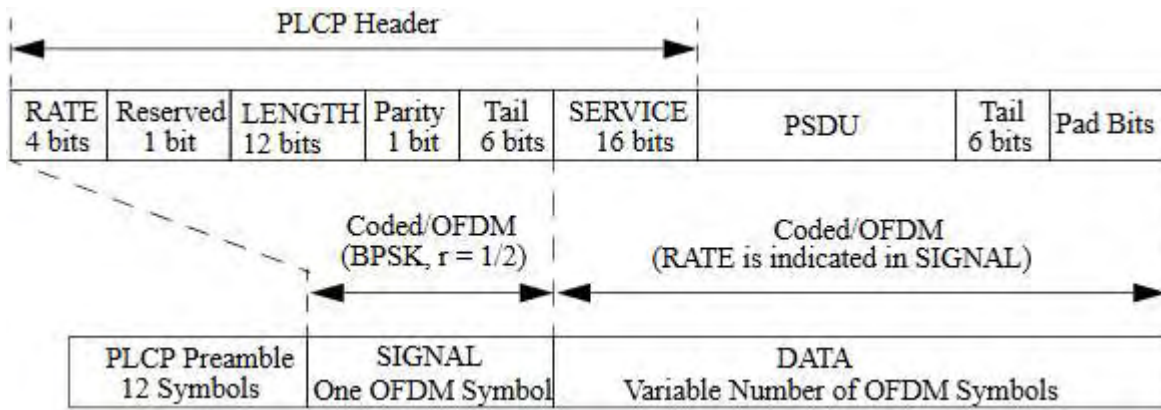 PLCP Header
RATE Reserved LENGTH Parity Tail SERVICE PSDU Tail Pad Bits
4 bits 1 bit 12 bits 1 bit 6 bits 16 bits 6 bits
Coded/OFDM Coded/OFDM
(BPSK, r = 1/2) (RATE is indicated in SIGNAL)
PLCP Preamble SIGNAL DATA
12 Symbols One OFDM Symbol Variable Number of OFDM Symbols